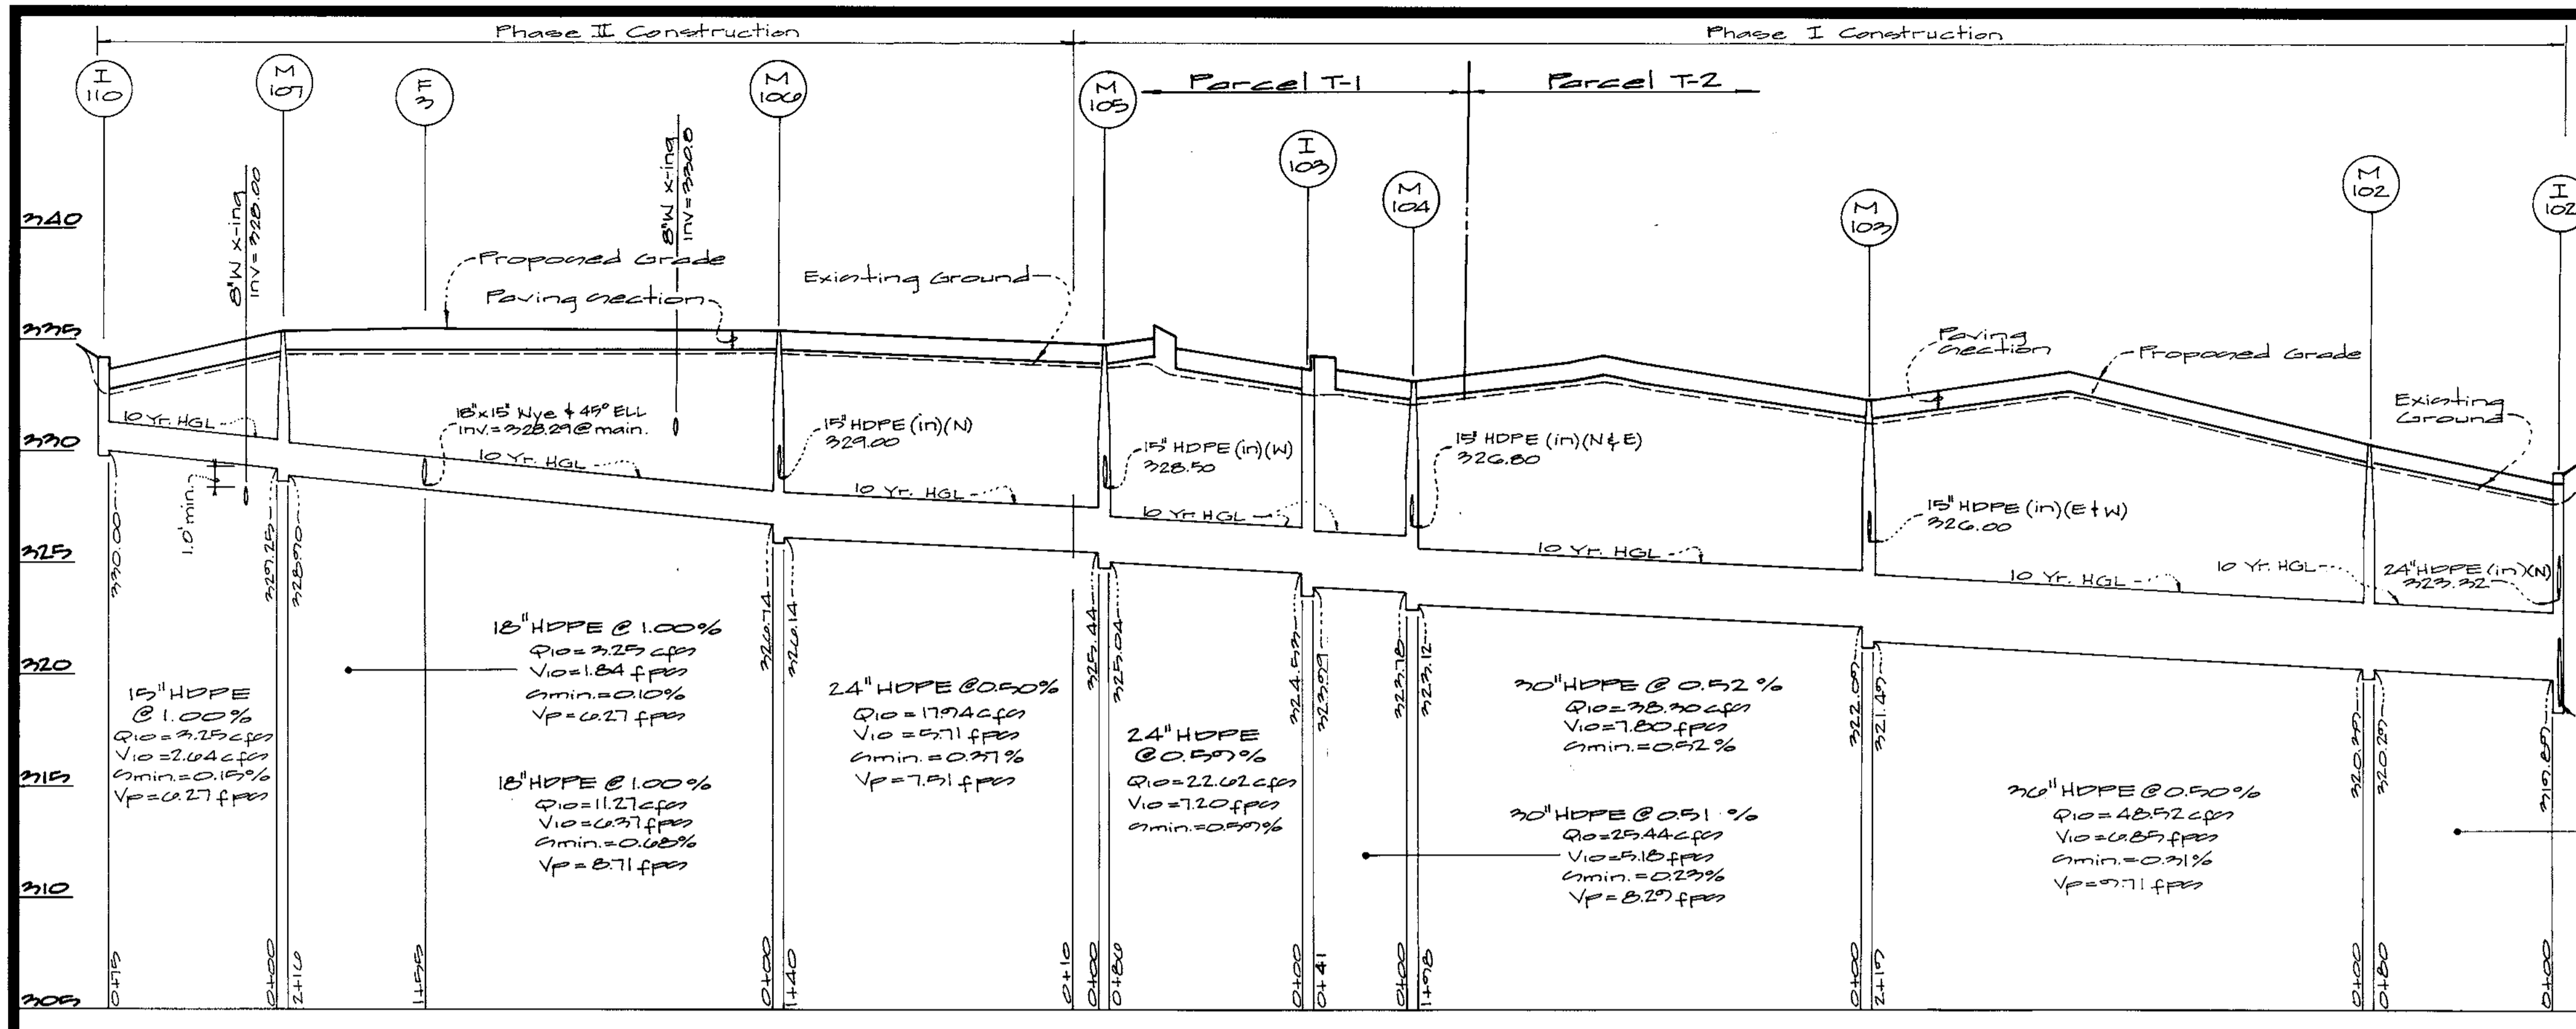 Phase II Construction
Phase I Construction
I
110
M
107
F
3
M
106
M
105
Parcel T-1
Parcel T-2
I
103
M
104
M
103
M
102
I
102
8"W x-ing
inv = 328.00
8"W x-ing
inv = 330.0
340
335
330
325
320
315
310
305
Proposed Grade
Paving Section
Existing Ground
Paving
Section
Proposed Grade
Existing
Ground
10 Yr. HGL
18"x15" Wye & 45° ELL
Inv. = 328.29 @ main.
10 Yr. HGL
15" HDPE (in)(N)
329.00
10 Yr. HGL
15" HDPE (in)(W)
328.50
10 Yr. HGL
15" HDPE (in)(N&E)
326.80
10 Yr. HGL
15" HDPE (in)(E&W)
326.00
10 Yr. HGL
10 Yr. HGL
24" HDPE (in)(N)
323.32
1.0' min.
330.00
329.25
328.90
326.74
326.14
325.44
325.04
324.53
323.99
323.78
323.12
322.09
321.49
320.39
320.29
319.89
15" HDPE
@ 1.00%
Q10 = 3.25 cfs
V10 = 2.64 cfs
Smin. = 0.15%
Vp = 6.27 fps
18" HDPE @ 1.00%
Q10 = 3.25 cfs
V10 = 1.84 fps
Smin. = 0.10%
Vp = 6.27 fps
18" HDPE @ 1.00%
Q10 = 11.27 cfs
V10 = 6.37 fps
Smin. = 0.68%
Vp = 8.71 fps
24" HDPE @ 0.50%
Q10 = 17.94 cfs
V10 = 5.71 fps
Smin. = 0.37%
Vp = 7.51 fps
24" HDPE
@ 0.59%
Q10 = 22.62 cfs
V10 = 7.20 fps
Smin. = 0.59%
30" HDPE @ 0.52%
Q10 = 38.30 cfs
V10 = 7.80 fps
Smin. = 0.52%
30" HDPE @ 0.51%
Q10 = 25.44 cfs
V10 = 5.18 fps
Smin. = 0.23%
Vp = 8.29 fps
36" HDPE @ 0.50%
Q10 = 48.52 cfs
V10 = 6.85 fps
Smin. = 0.31%
Vp = 9.71 fps
0+75
0+00
2+16
1+55
0+00
1+40
0+10
0+00
0+86
0+00
0+41
0+00
1+98
0+00
2+19
0+00
0+80
0+00